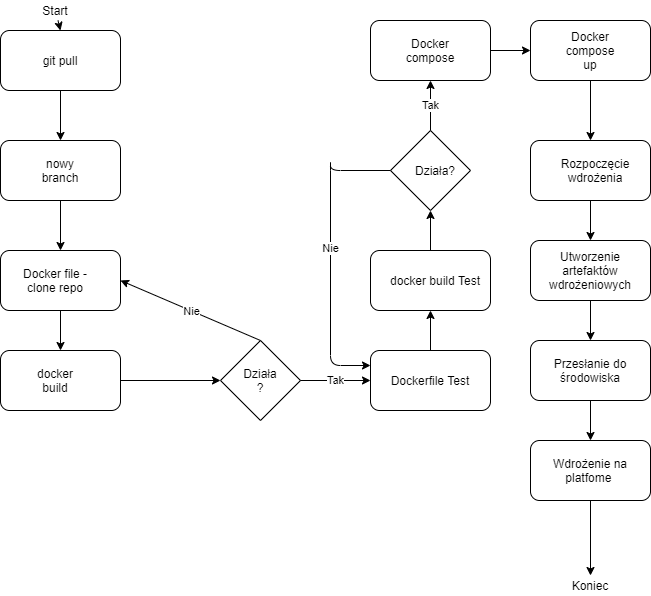 Start
git pull
nowy
branch
Docker file -
clone repo
docker
build
Nie
Działa
?
Tak
Dockerfile Test
docker build Test
Nie
Działa?
Tak
Docker
compose
Docker
compose
up
Rozpoczęcie
wdrożenia
Utworzenie
artefaktów
wdrożeniowych
Przesłanie do
środowiska
Wdrożenie na
platfome
Koniec